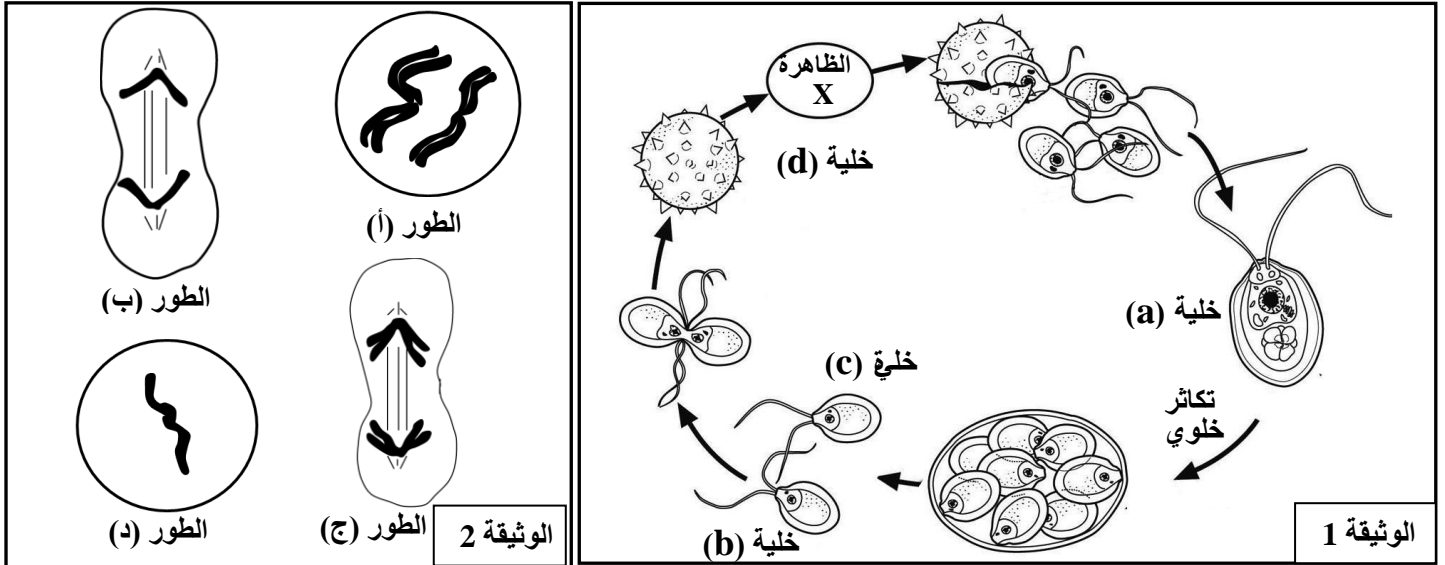 الظاهرة
X
خلية (d)
خلية (a)
تكاثر
خلوي
خلية (c)
خلية (b)
الوثيقة 1
الطور (أ)
الطور (ب)
الطور (ج)
الطور (د)
الوثيقة 2